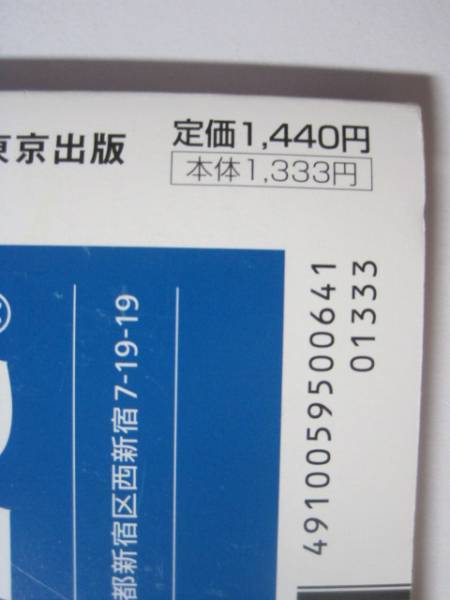 東京出版
定価1,440円
本体1,333円
4910059500641
01333
都新宿区西新宿7-19-19